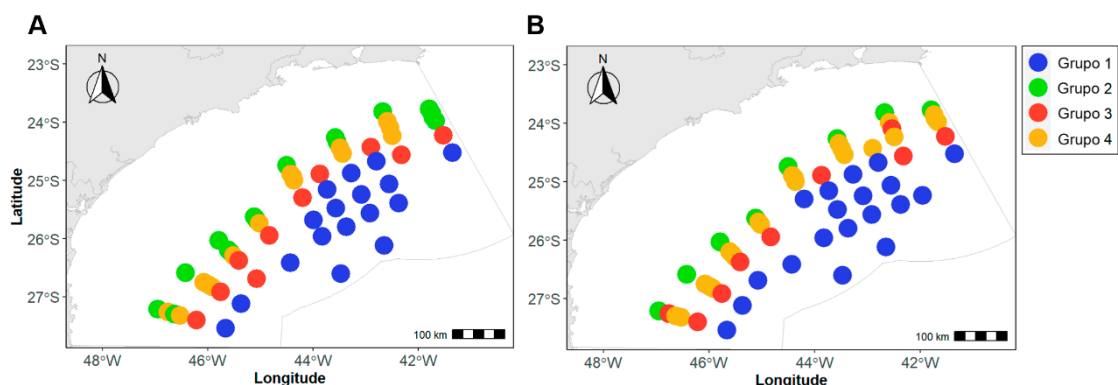 A
B
N
N
23°S
24°S
25°S
26°S
27°S
23°S
24°S
25°S
26°S
27°S
Latitude
100 km
100 km
48°W
46°W
44°W
42°W
48°W
46°W
44°W
42°W
Longitude
Longitude
Grupo 1
Grupo 2
Grupo 3
Grupo 4